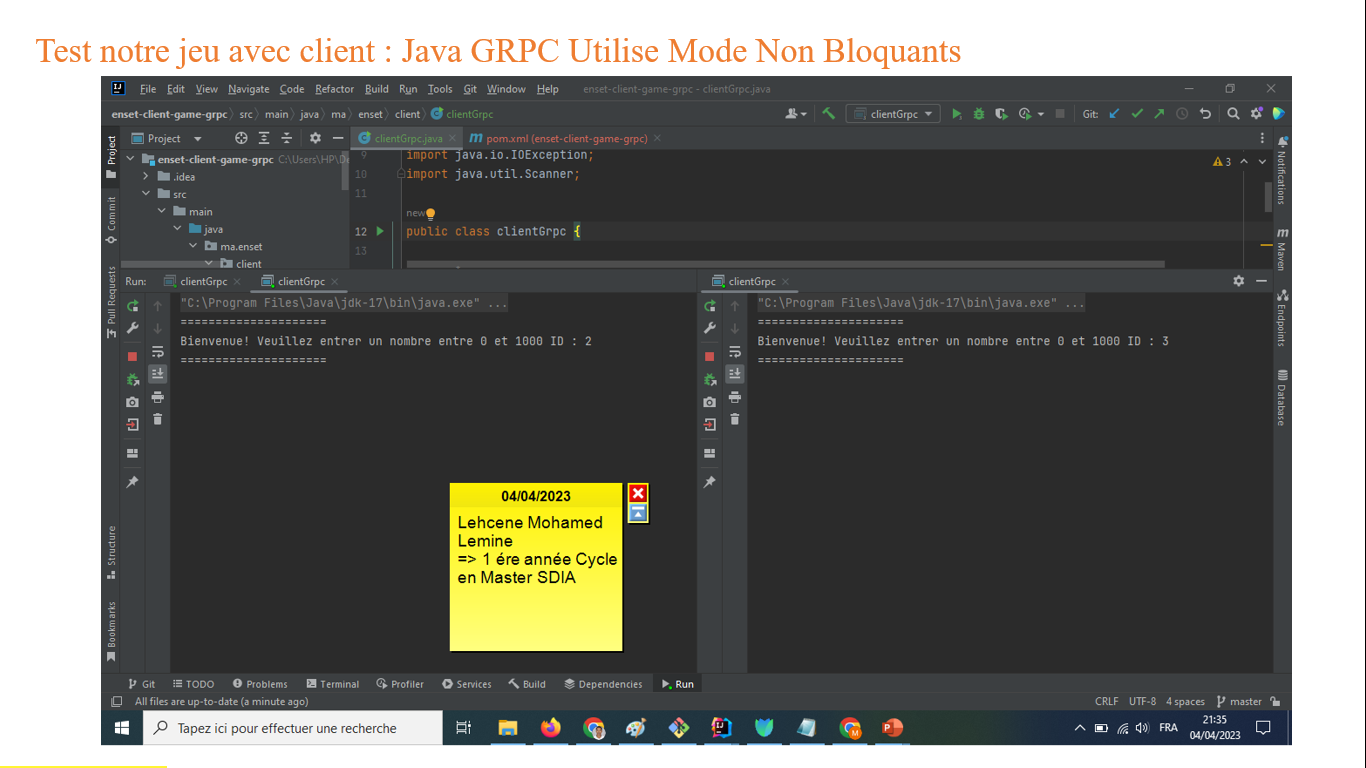 Test notre jeu avec client : Java GRPC Utilise Mode Non Bloquants
File Edit View Navigate Code Refactor Build Run Tools Git Window Help enset-client-game-grpc - clientGrpc.java
enset-client-game-grpc src main java ma enset client clientGrpc
clientGrpc
Git:
Project
clientGrpc.java
pom.xml (enset-client-game-grpc)
3
enset-client-game-grpc C:\Users\HP\De
.idea
src
main
java
ma.enset
client
9 import java.io.IOException;
10 import java.util.Scanner;
11
new
12 public class clientGrpc {
13
Project
Commit
Pull Requests
Structure
Bookmarks
Notifications
Maven
Endpoints
Database
Run: clientGrpc clientGrpc
"C:\Program Files\Java\jdk-17\bin\java.exe" ...
=====================
Bienvenue! Veuillez entrer un nombre entre 0 et 1000 ID : 2
=====================
clientGrpc
"C:\Program Files\Java\jdk-17\bin\java.exe" ...
=====================
Bienvenue! Veuillez entrer un nombre entre 0 et 1000 ID : 3
=====================
04/04/2023
Lehcene Mohamed
Lemine
=> 1 ére année Cycle
en Master SDIA
Git TODO Problems Terminal Profiler Services Build Dependencies Run
All files are up-to-date (a minute ago)
CRLF UTF-8 4 spaces master
Tapez ici pour effectuer une recherche
FRA
21:35
04/04/2023